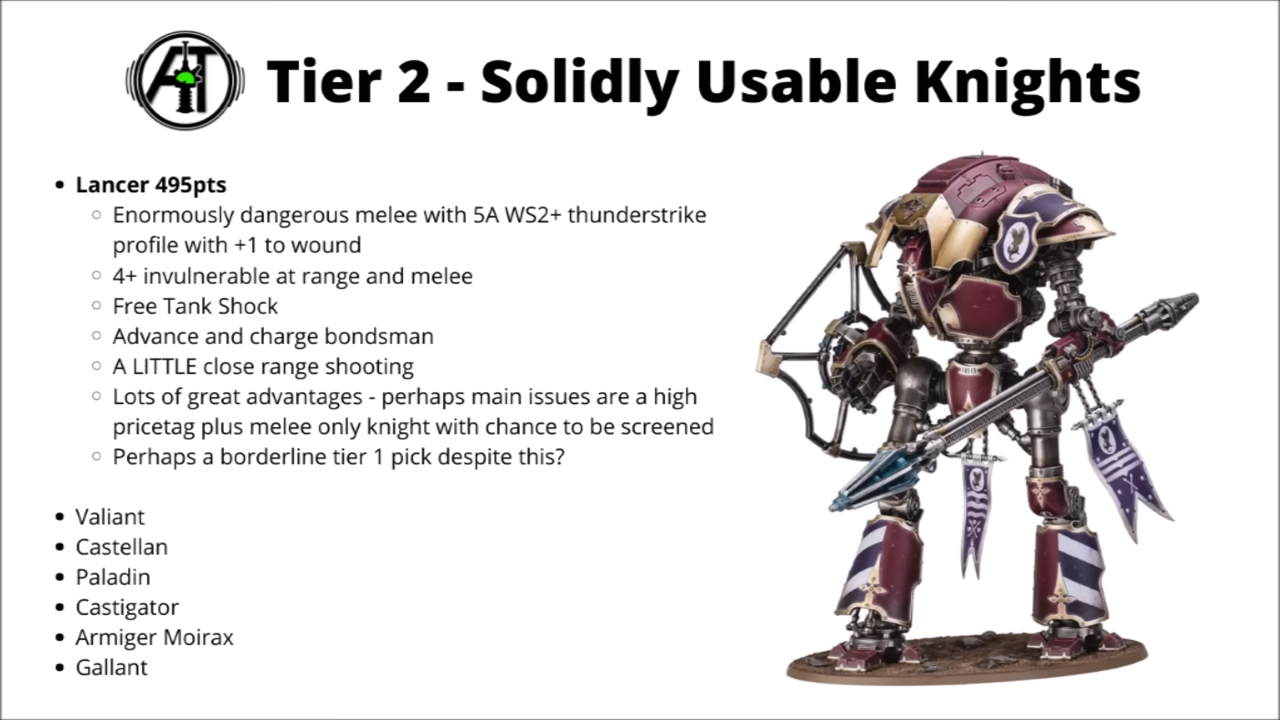 AT
Tier 2 - Solidly Usable Knights
Lancer 495pts
Enormously dangerous melee with 5A WS2+ thunderstrike
profile with +1 to wound
4+ invulnerable at range and melee
Free Tank Shock
Advance and charge bondsman
A LITTLE close range shooting
Lots of great advantages - perhaps main issues are a high
pricetag plus melee only knight with chance to be screened
Perhaps a borderline tier 1 pick despite this?
Valiant
Castellan
Paladin
Castigator
Armiger Moirax
Gallant